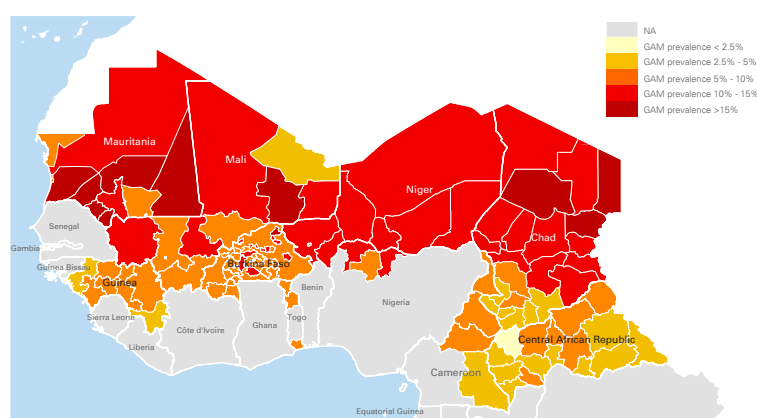 NA
GAM prevalence < 2.5%
GAM prevalence 2.5% - 5%
GAM prevalence 5% - 10%
GAM prevalence 10% - 15%
GAM prevalence >15%
Mauritania
Mali
Niger
Senegal
Chad
Gambia
Burkina Faso
Guinea Bissau
Guinea
Benin
Nigeria
Sierra Leone
Togo
Ghana
Côte d'Ivoire
Central African Republic
Liberia
Cameroon
Equatorial Guinea